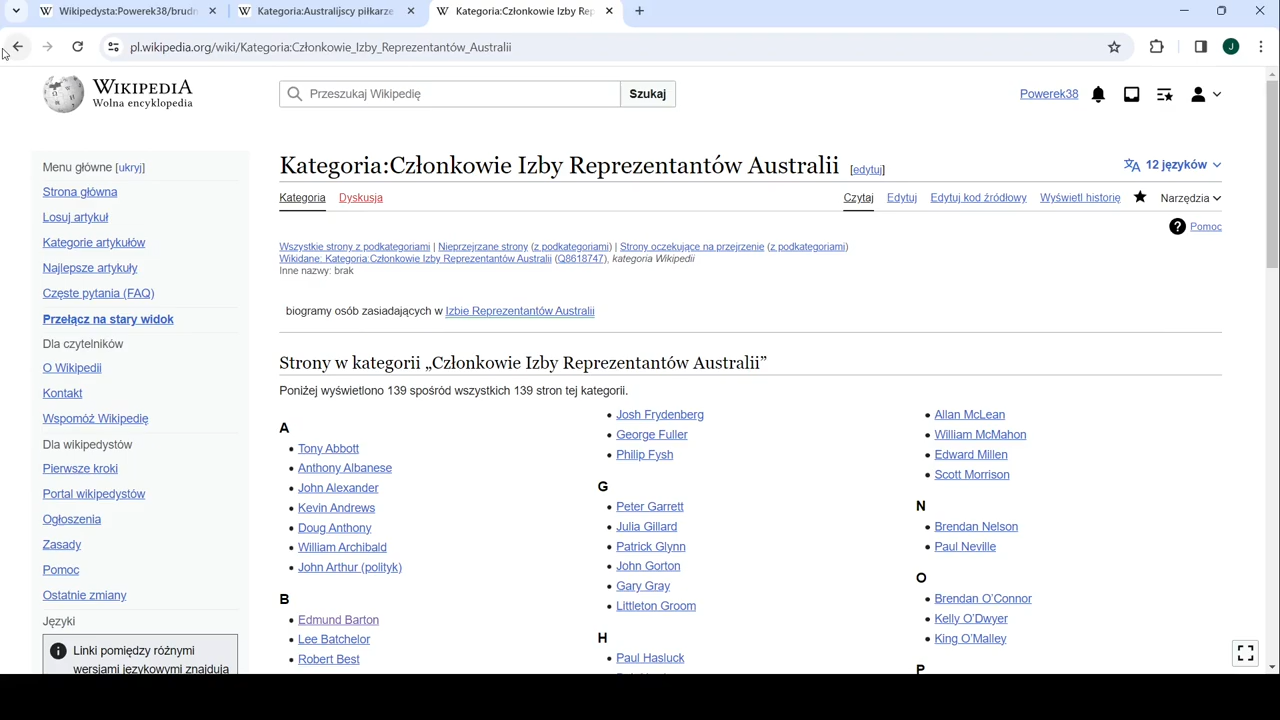 Wikipedysta:Powerek38/brudn
Kategoria:Australijscy piłkarze
Kategoria:Członkowie Izby Rep
pl.wikipedia.org/wiki/Kategoria:Członkowie_Izby_Reprezentantów_Australii
J
WIKIPEDIA
Wolna encyklopedia
Przeszukaj Wikipedię
Szukaj
Powerek38
Menu główne [ukryj]
Strona główna
Losuj artykuł
Kategorie artykułów
Najlepsze artykuły
Częste pytania (FAQ)
Przełącz na stary widok
Dla czytelników
O Wikipedii
Kontakt
Wspomóż Wikipedię
Dla wikipedystów
Pierwsze kroki
Portal wikipedystów
Ogłoszenia
Zasady
Pomoc
Ostatnie zmiany
Języki
Linki pomiędzy różnymi
wersjami językowymi znajdują
Kategoria:Członkowie Izby Reprezentantów Australii [edytuj]
12 języków
Kategoria Dyskusja
Czytaj Edytuj Edytuj kod źródłowy Wyświetl historię Narzędzia
Pomoc
Wszystkie strony z podkategoriami | Nieprzejrzane strony (z podkategoriami) | Strony oczekujące na przejrzenie (z podkategoriami)
Wikidane: Kategoria:Członkowie Izby Reprezentantów Australii (Q8618747), kategoria Wikipedii
Inne nazwy: brak
biogramy osób zasiadających w Izbie Reprezentantów Australii
Strony w kategorii „Członkowie Izby Reprezentantów Australii”
Poniżej wyświetlono 139 spośród wszystkich 139 stron tej kategorii.
A
Tony Abbott
Anthony Albanese
John Alexander
Kevin Andrews
Doug Anthony
William Archibald
John Arthur (polityk)
B
Edmund Barton
Lee Batchelor
Robert Best
Josh Frydenberg
George Fuller
Philip Fysh
G
Peter Garrett
Julia Gillard
Patrick Glynn
John Gorton
Gary Gray
Littleton Groom
H
Paul Hasluck
Allan McLean
William McMahon
Edward Millen
Scott Morrison
N
Brendan Nelson
Paul Neville
O
Brendan O’Connor
Kelly O’Dwyer
King O’Malley
P